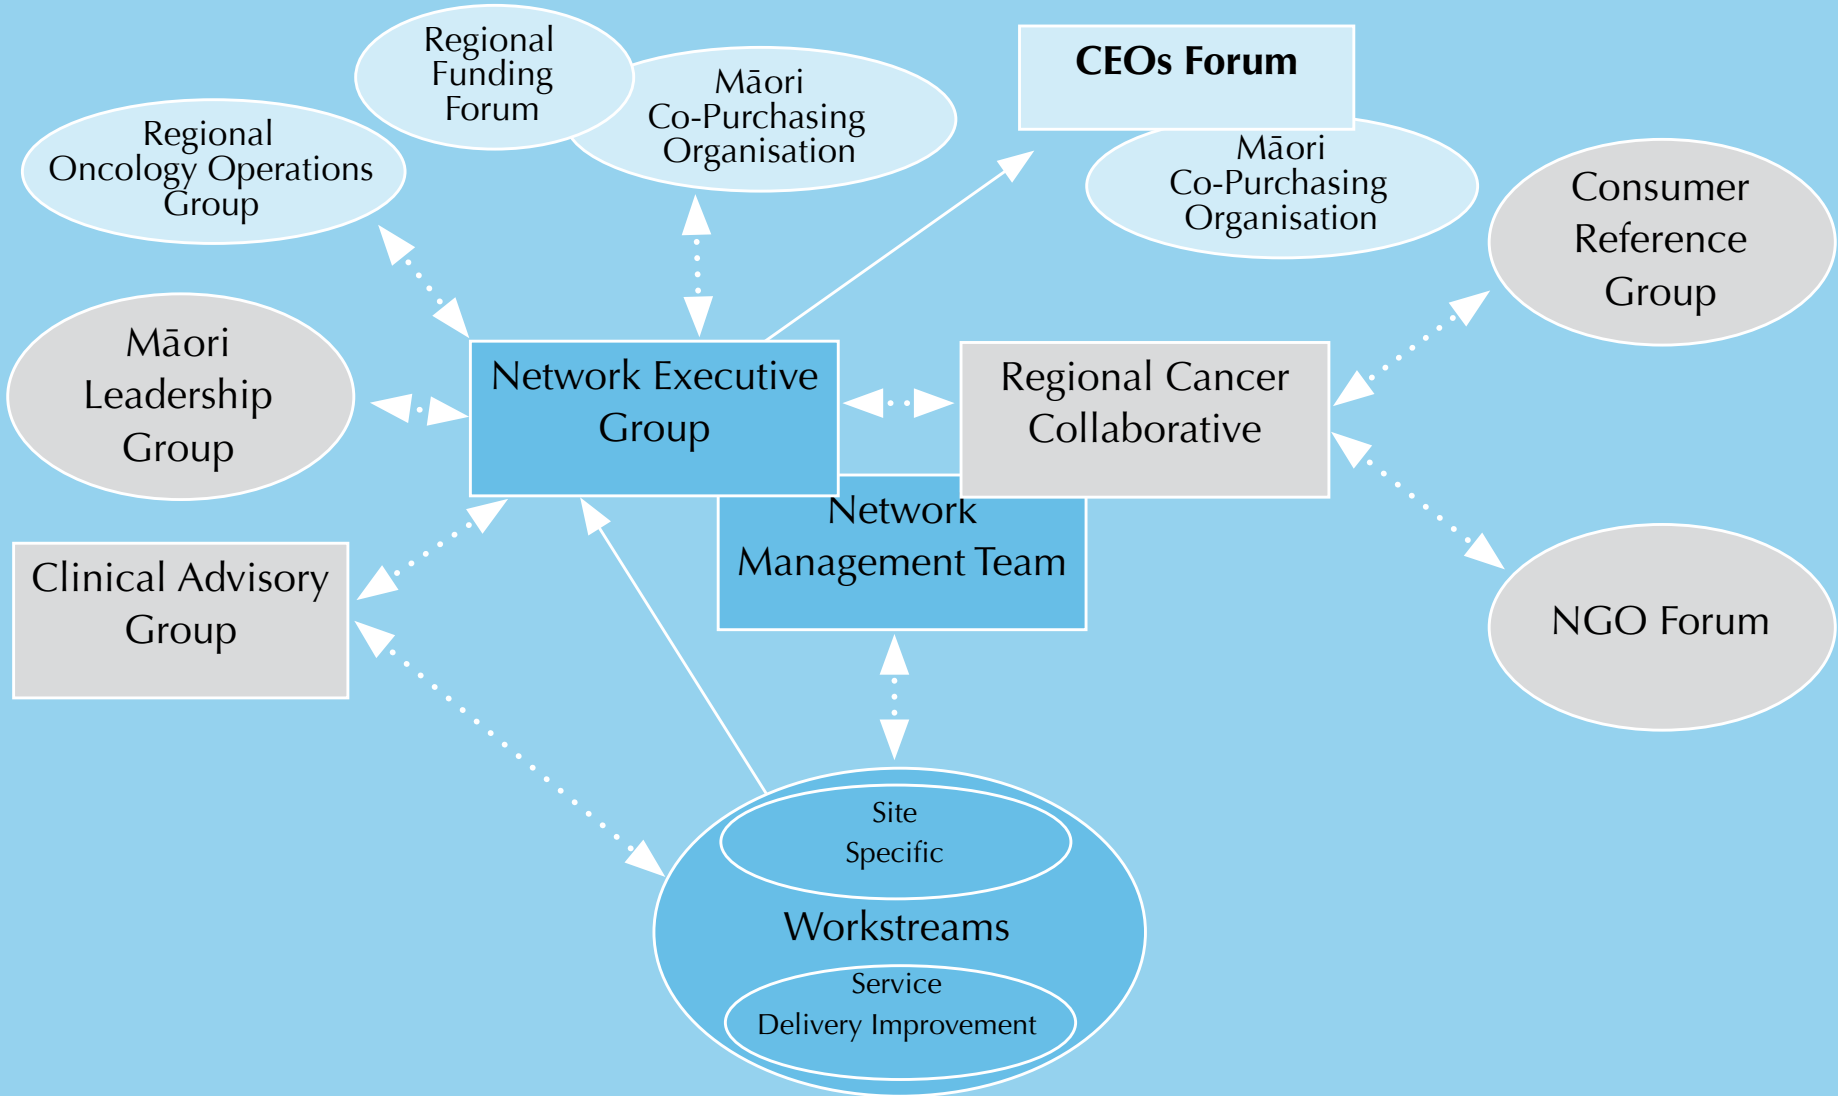 Regional
Funding
Forum
Māori
Co-Purchasing
Organisation
CEOs Forum
Regional
Oncology Operations
Group
Māori
Co-Purchasing
Organisation
Consumer
Reference
Group
Māori
Leadership
Group
Network Executive
Group
Regional Cancer
Collaborative
Network
Management Team
Clinical Advisory
Group
NGO Forum
Site
Specific
Workstreams
Service
Delivery Improvement